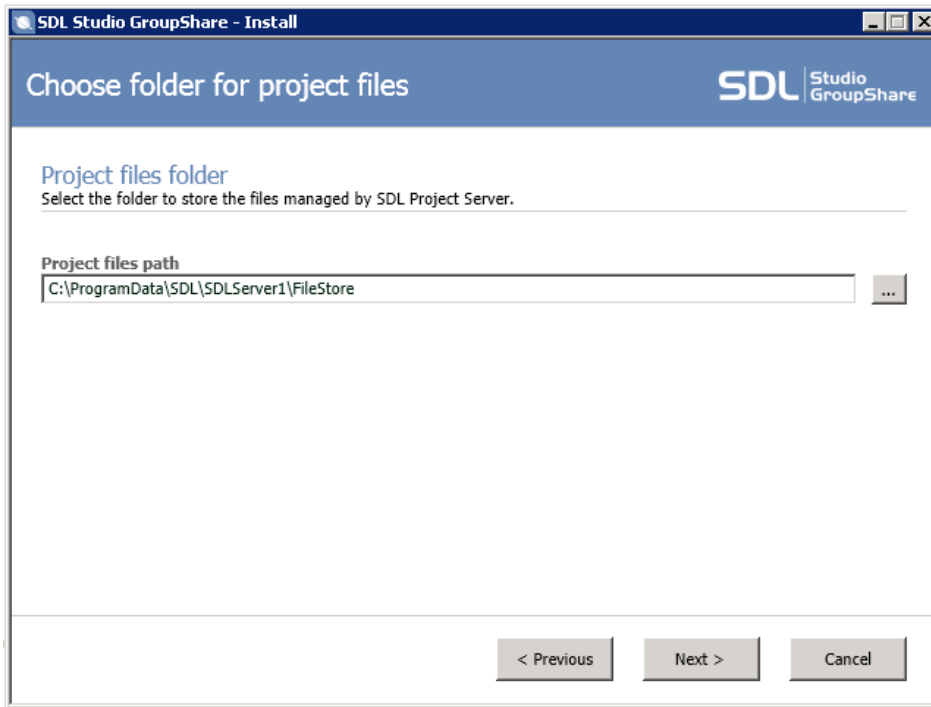 SDL Studio GroupShare - Install
Choose folder for project files
SDL Studio
GroupShare
Project files folder
Select the folder to store the files managed by SDL Project Server.
Project files path
C:\ProgramData\SDL\SDLServer1\FileStore
...
< Previous
Next >
Cancel